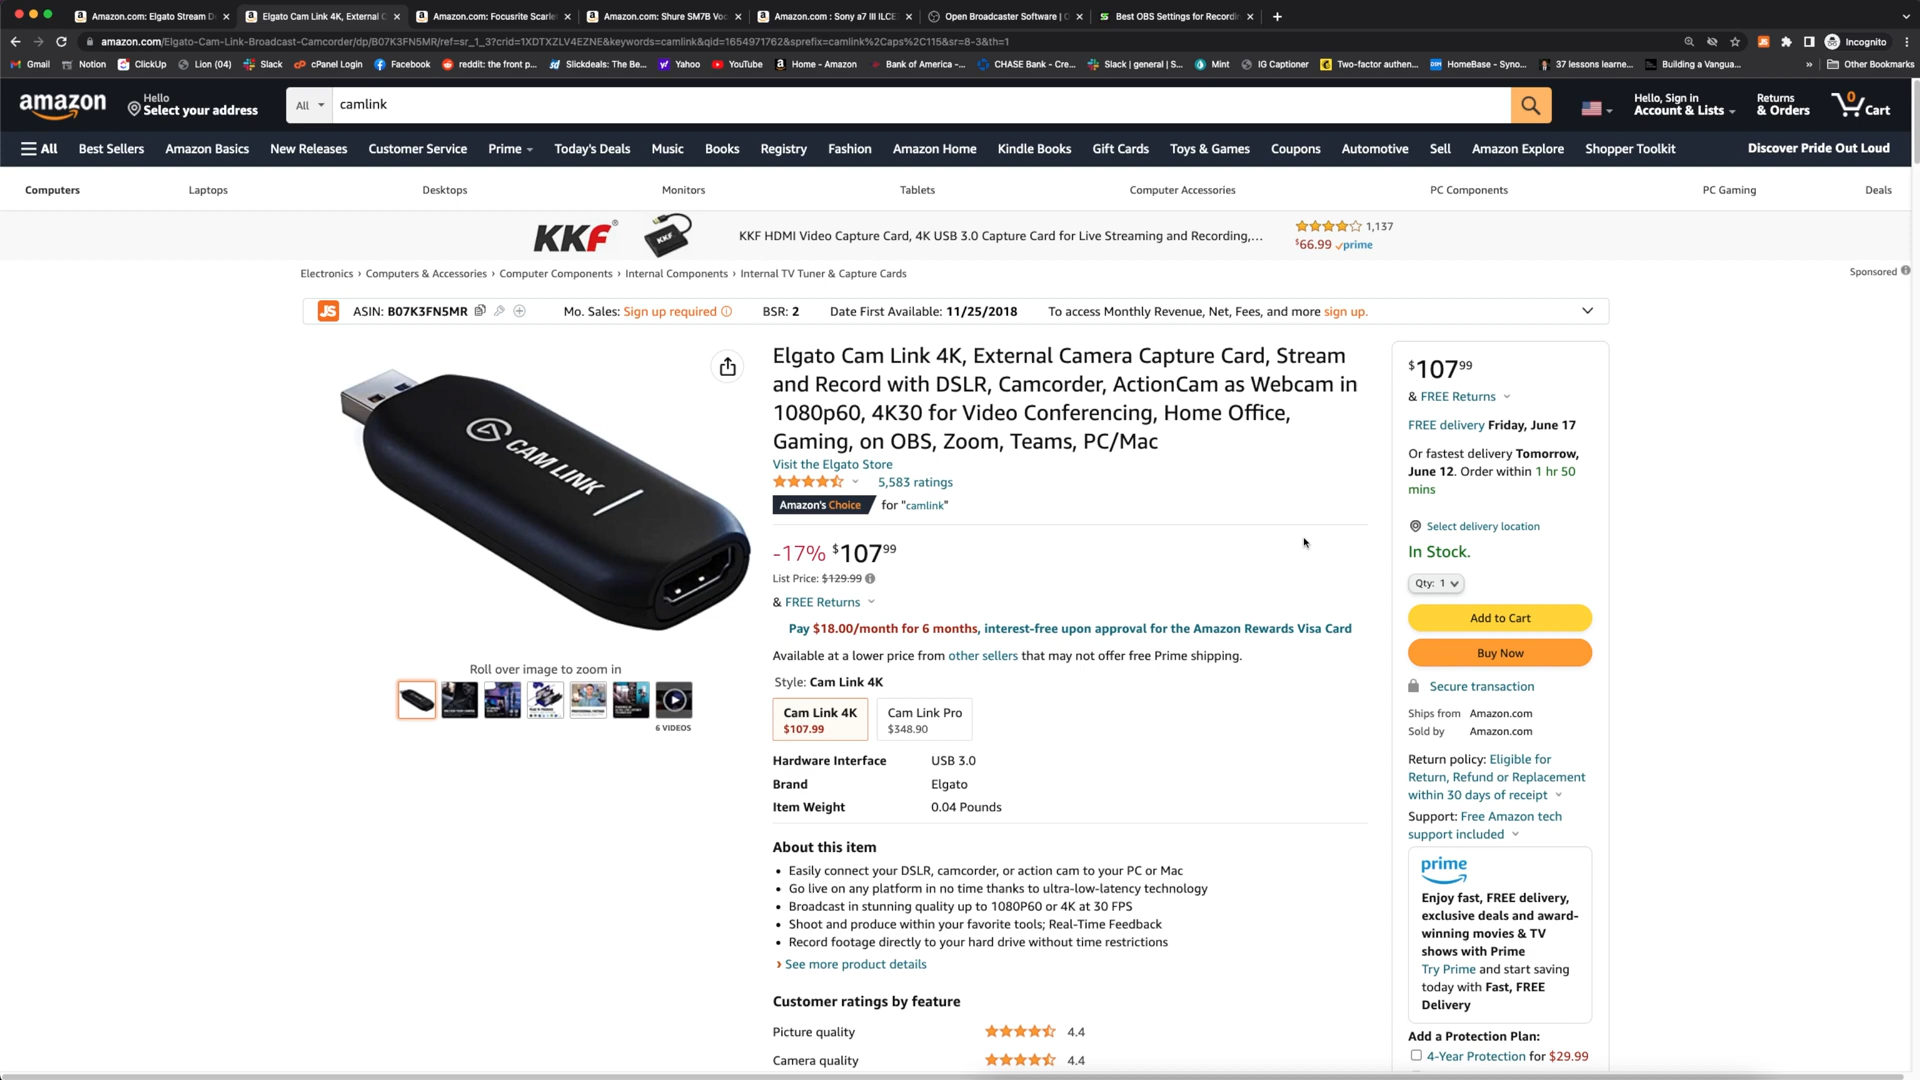 Amazon.com: Elgato Stream D
Elgato Cam Link 4K, External C
Amazon.com: Focusrite Scarle
Amazon.com: Shure SM7B Voc
Amazon.com : Sony a7 III ILCE
Open Broadcaster Software | O
Best OBS Settings for Recordi
amazon.com/Elgato-Cam-Link-Broadcast-Camcorder/dp/B07K3FN5MR/ref=sr_1_3?crid=1XDTXZLV4EZNE&keywords=camlink&qid=1654971762&sprefix=camlink%2Caps%2C115&sr=8-3&th=1
Incognito
Gmail Notion ClickUp Lion (04) Slack cPanel Login Facebook reddit: the front p... Slickdeals: The Be... Yahoo YouTube Home - Amazon Bank of America -... CHASE Bank - Cre... Slack | general | S... Mint IG Captioner Two-factor authen... HomeBase - Syno... 37 lessons learne... Building a Vangua... » Other Bookmarks
amazon
Hello
Select your address
All
camlink
Hello, Sign in
Account & Lists
Returns
& Orders
0
Cart
All Best Sellers Amazon Basics New Releases Customer Service Prime Today's Deals Music Books Registry Fashion Amazon Home Kindle Books Gift Cards Toys & Games Coupons Automotive Sell Amazon Explore Shopper Toolkit Discover Pride Out Loud
Computers Laptops Desktops Monitors Tablets Computer Accessories PC Components PC Gaming Deals
KKF
KKF
KKF HDMI Video Capture Card, 4K USB 3.0 Capture Card for Live Streaming and Recording,...
1,137
$66.99 prime
Sponsored
Electronics › Computers & Accessories › Computer Components › Internal Components › Internal TV Tuner & Capture Cards
JS ASIN: B07K3FN5MR Mo. Sales: Sign up required BSR: 2 Date First Available: 11/25/2018 To access Monthly Revenue, Net, Fees, and more sign up.
CAM LINK
Roll over image to zoom in
6 VIDEOS
Elgato Cam Link 4K, External Camera Capture Card, Stream
and Record with DSLR, Camcorder, ActionCam as Webcam in
1080p60, 4K30 for Video Conferencing, Home Office,
Gaming, on OBS, Zoom, Teams, PC/Mac
Visit the Elgato Store
5,583 ratings
Amazon's Choice for "camlink"
-17% $107 99
List Price: $129.99
& FREE Returns
Pay $18.00/month for 6 months, interest-free upon approval for the Amazon Rewards Visa Card
Available at a lower price from other sellers that may not offer free Prime shipping.
Style: Cam Link 4K
Cam Link 4K
$107.99
Cam Link Pro
$348.90
Hardware Interface USB 3.0
Brand Elgato
Item Weight 0.04 Pounds
About this item
• Easily connect your DSLR, camcorder, or action cam to your PC or Mac
• Go live on any platform in no time thanks to ultra-low-latency technology
• Broadcast in stunning quality up to 1080P60 or 4K at 30 FPS
• Shoot and produce within your favorite tools; Real-Time Feedback
• Record footage directly to your hard drive without time restrictions
› See more product details
Customer ratings by feature
Picture quality 4.4
Camera quality 4.4
$107 99
& FREE Returns
FREE delivery Friday, June 17
Or fastest delivery Tomorrow,
June 12. Order within 1 hr 50
mins
Select delivery location
In Stock.
Qty: 1
Add to Cart
Buy Now
Secure transaction
Ships from Amazon.com
Sold by Amazon.com
Return policy: Eligible for
Return, Refund or Replacement
within 30 days of receipt
Support: Free Amazon tech
support included
prime
Enjoy fast, FREE delivery,
exclusive deals and award-
winning movies & TV
shows with Prime
Try Prime and start saving
today with Fast, FREE
Delivery
Add a Protection Plan:
4-Year Protection for $29.99